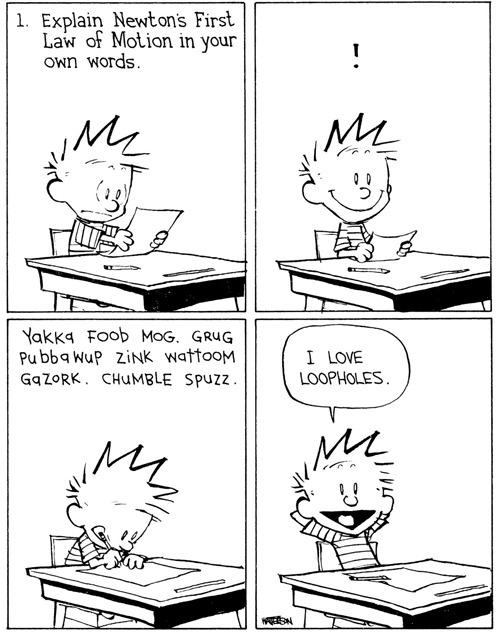 1. Explain Newton's First
Law of Motion in your
own words.
!
Yakka Foob Mog. Grug
Pubbawup Zink wattoom
Gazork. Chumble Spuzz.
I LOVE
LOOPHOLES.
WATTERSON